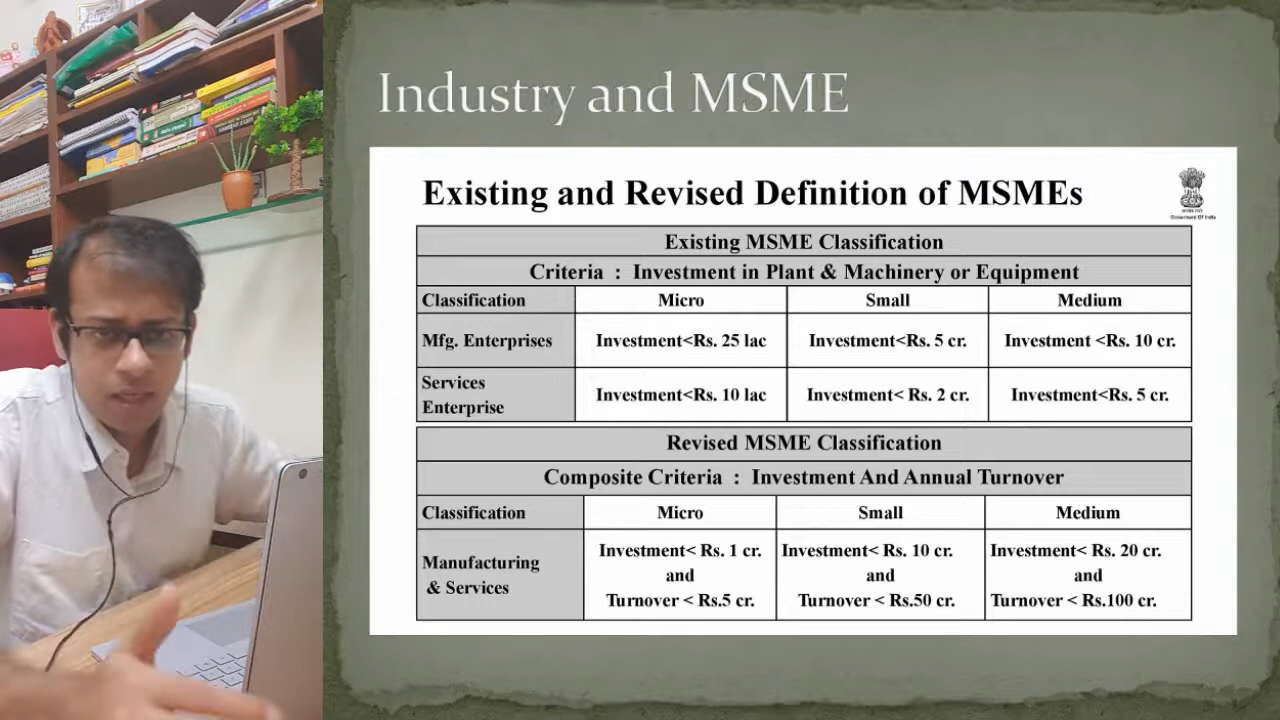 Industry and MSME
Existing and Revised Definition of MSMEs
Government Of India
Existing MSME Classification
Criteria : Investment in Plant & Machinery or Equipment
Classification Micro Small Medium
Mfg. Enterprises Investment<Rs. 25 lac Investment<Rs. 5 cr. Investment <Rs. 10 cr.
Services
Enterprise Investment<Rs. 10 lac Investment< Rs. 2 cr. Investment<Rs. 5 cr.
Revised MSME Classification
Composite Criteria : Investment And Annual Turnover
Classification Micro Small Medium
Manufacturing
& Services
Investment< Rs. 1 cr.
and
Turnover < Rs.5 cr.
Investment< Rs. 10 cr.
and
Turnover < Rs.50 cr.
Investment< Rs. 20 cr.
and
Turnover < Rs.100 cr.